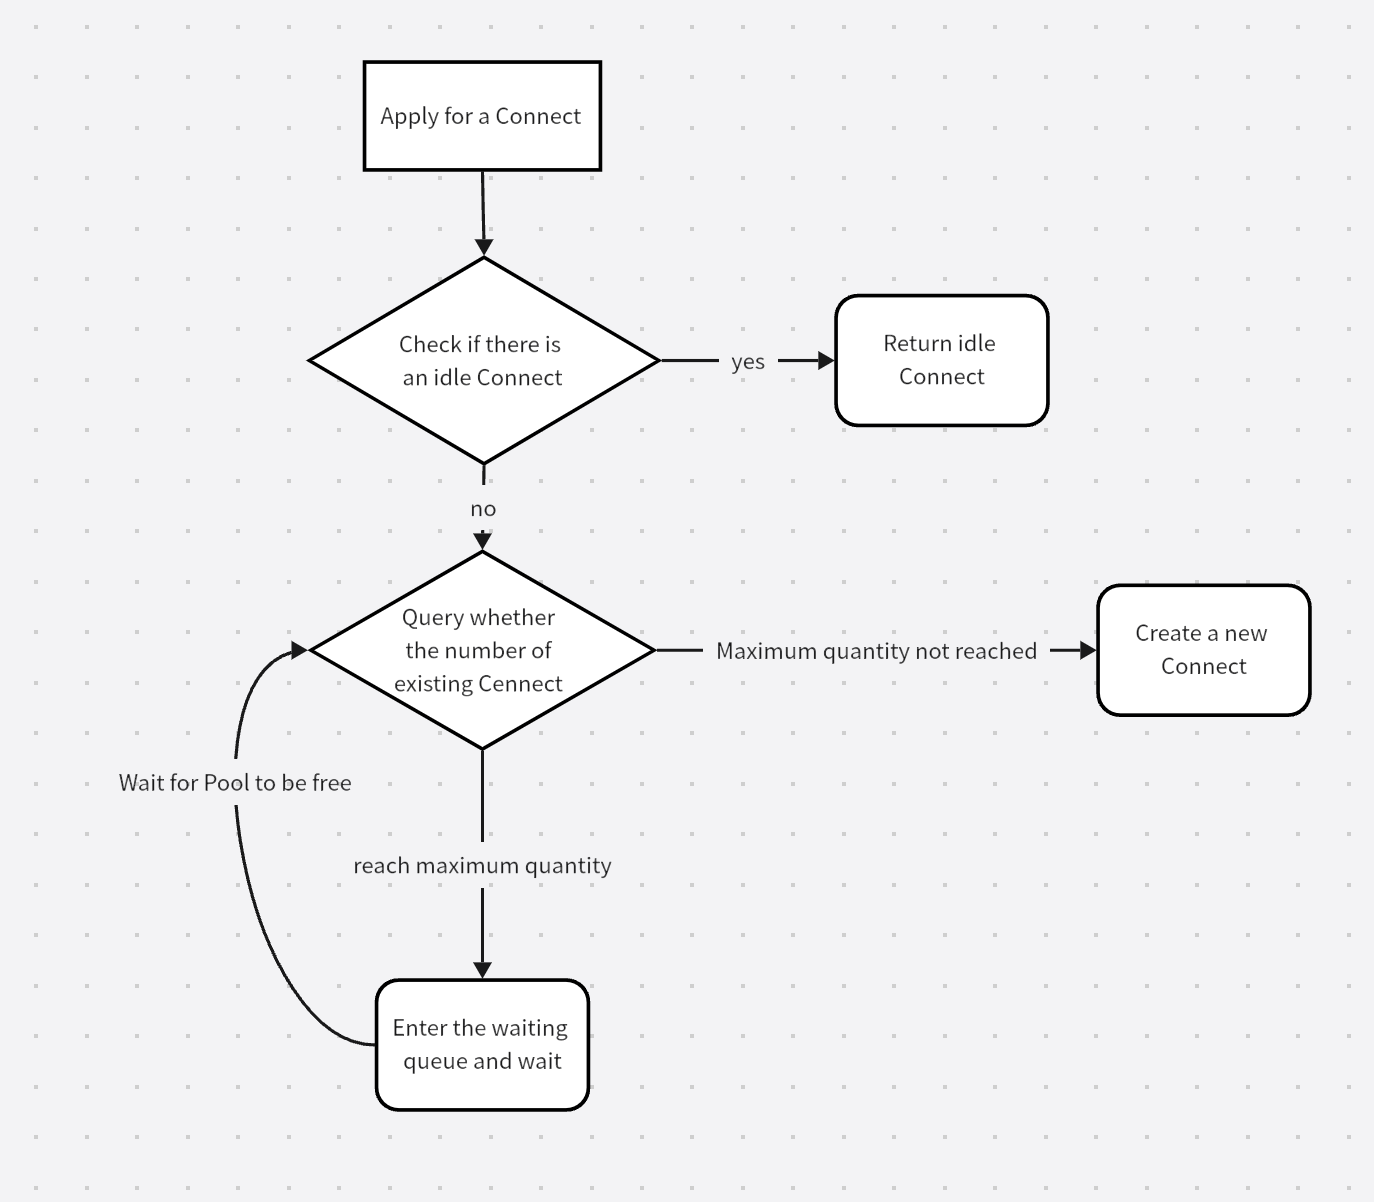 Apply for a Connect
Check if there is
an idle Connect
yes
Return idle
Connect
no
Query whether
the number of
existing Cennect
Maximum quantity not reached
Create a new
Connect
Wait for Pool to be free
reach maximum quantity
Enter the waiting
queue and wait